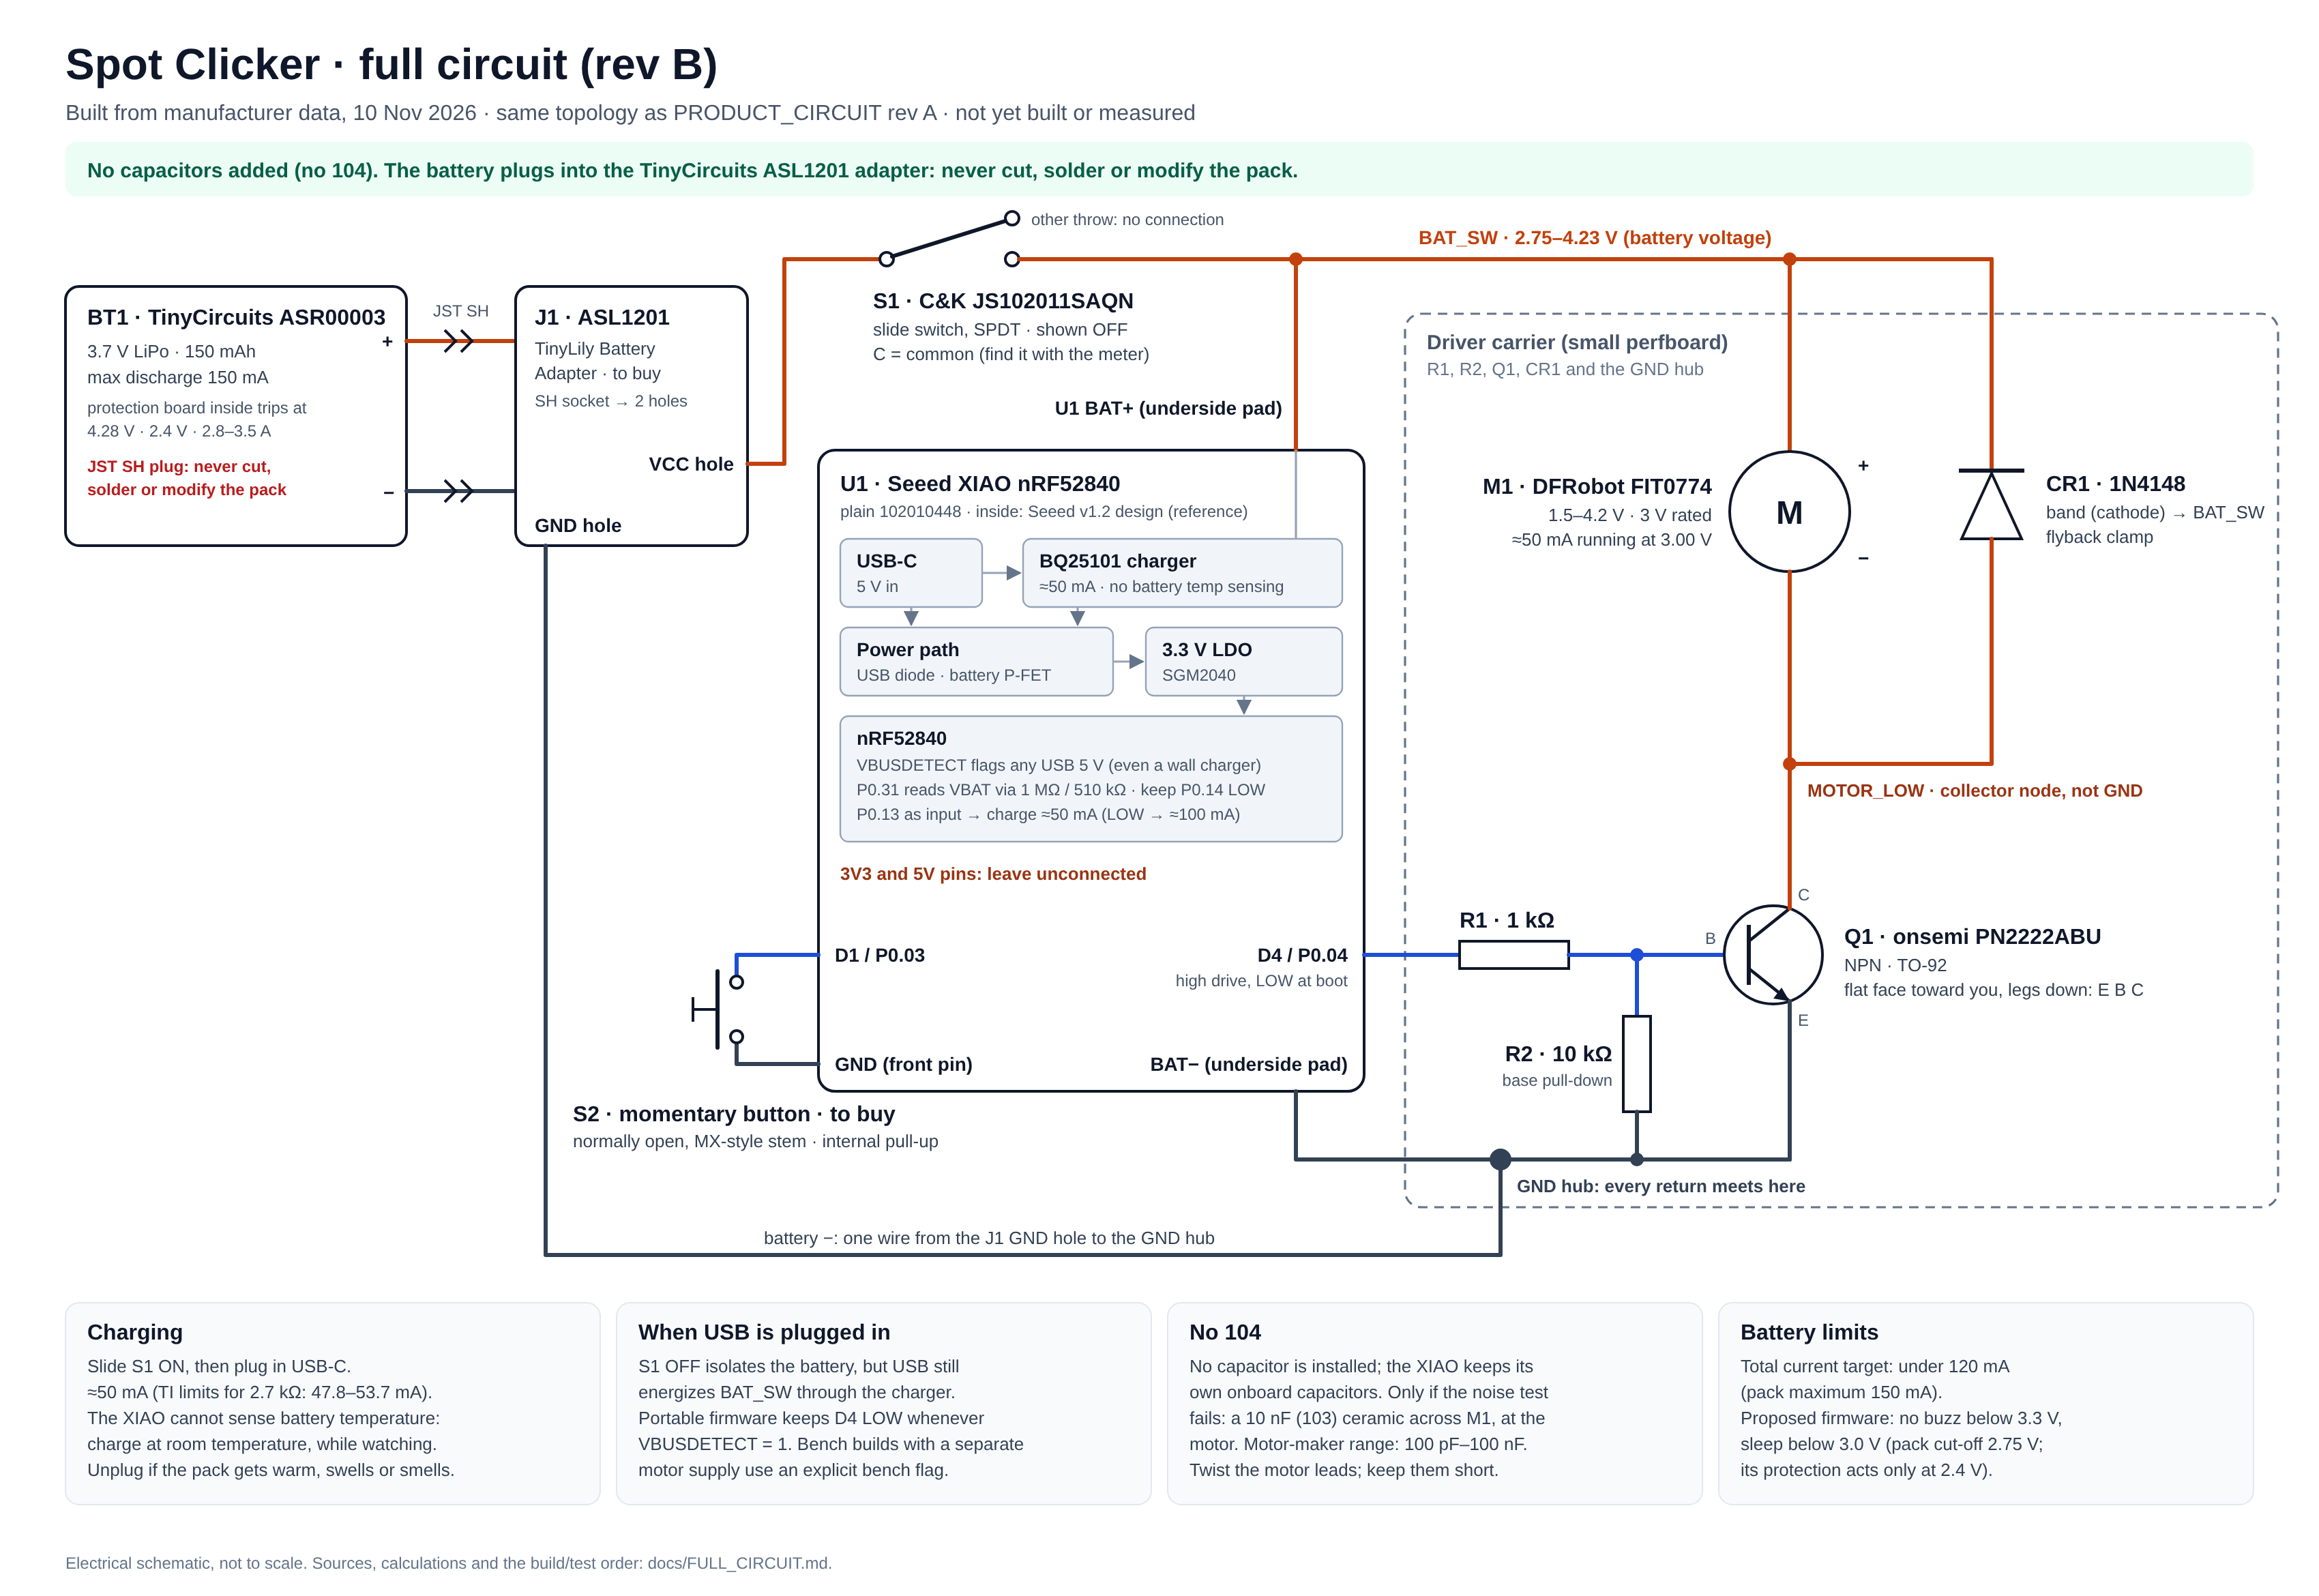 Spot Clicker · full circuit (rev B)
Built from manufacturer data, 10 Nov 2026 · same topology as PRODUCT_CIRCUIT rev A · not yet built or measured
No capacitors added (no 104). The battery plugs into the TinyCircuits ASL1201 adapter: never cut, solder or modify the pack.
other throw: no connection
BAT_SW · 2.75–4.23 V (battery voltage)
BT1 · TinyCircuits ASR00003
+
3.7 V LiPo · 150 mAh
max discharge 150 mA
protection board inside trips at
4.28 V · 2.4 V · 2.8–3.5 A
JST SH plug: never cut,
solder or modify the pack
−
JST SH
J1 · ASL1201
TinyLily Battery
Adapter · to buy
SH socket → 2 holes
VCC hole
GND hole
S1 · C&K JS102011SAQN
slide switch, SPDT · shown OFF
C = common (find it with the meter)
U1 BAT+ (underside pad)
Driver carrier (small perfboard)
R1, R2, Q1, CR1 and the GND hub
U1 · Seeed XIAO nRF52840
plain 102010448 · inside: Seeed v1.2 design (reference)
USB-C
5 V in
BQ25101 charger
≈50 mA · no battery temp sensing
Power path
USB diode · battery P-FET
3.3 V LDO
SGM2040
nRF52840
VBUSDETECT flags any USB 5 V (even a wall charger)
P0.31 reads VBAT via 1 MΩ / 510 kΩ · keep P0.14 LOW
P0.13 as input → charge ≈50 mA (LOW → ≈100 mA)
3V3 and 5V pins: leave unconnected
D1 / P0.03
D4 / P0.04
high drive, LOW at boot
GND (front pin)
BAT− (underside pad)
S2 · momentary button · to buy
normally open, MX-style stem · internal pull-up
M1 · DFRobot FIT0774
1.5–4.2 V · 3 V rated
≈50 mA running at 3.00 V
M
+
−
CR1 · 1N4148
band (cathode) → BAT_SW
flyback clamp
MOTOR_LOW · collector node, not GND
R1 · 1 kΩ
B
C
E
Q1 · onsemi PN2222ABU
NPN · TO-92
flat face toward you, legs down: E B C
R2 · 10 kΩ
base pull-down
GND hub: every return meets here
battery −: one wire from the J1 GND hole to the GND hub
Charging
Slide S1 ON, then plug in USB-C.
≈50 mA (TI limits for 2.7 kΩ: 47.8–53.7 mA).
The XIAO cannot sense battery temperature:
charge at room temperature, while watching.
Unplug if the pack gets warm, swells or smells.
When USB is plugged in
S1 OFF isolates the battery, but USB still
energizes BAT_SW through the charger.
Portable firmware keeps D4 LOW whenever
VBUSDETECT = 1. Bench builds with a separate
motor supply use an explicit bench flag.
No 104
No capacitor is installed; the XIAO keeps its
own onboard capacitors. Only if the noise test
fails: a 10 nF (103) ceramic across M1, at the
motor. Motor-maker range: 100 pF–100 nF.
Twist the motor leads; keep them short.
Battery limits
Total current target: under 120 mA
(pack maximum 150 mA).
Proposed firmware: no buzz below 3.3 V,
sleep below 3.0 V (pack cut-off 2.75 V;
its protection acts only at 2.4 V).
Electrical schematic, not to scale. Sources, calculations and the build/test order: docs/FULL_CIRCUIT.md.